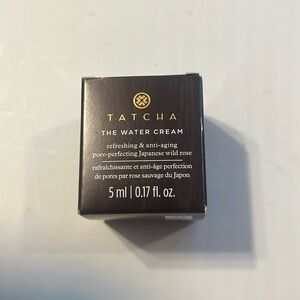 TATCHA
THE WATER CREAM
refreshing & anti-aging
pore-perfecting Japanese wild rose
rafraîchissante et anti-âge perfection
de pores par rose sauvage du Japon
5 ml | 0.17 fl. oz.